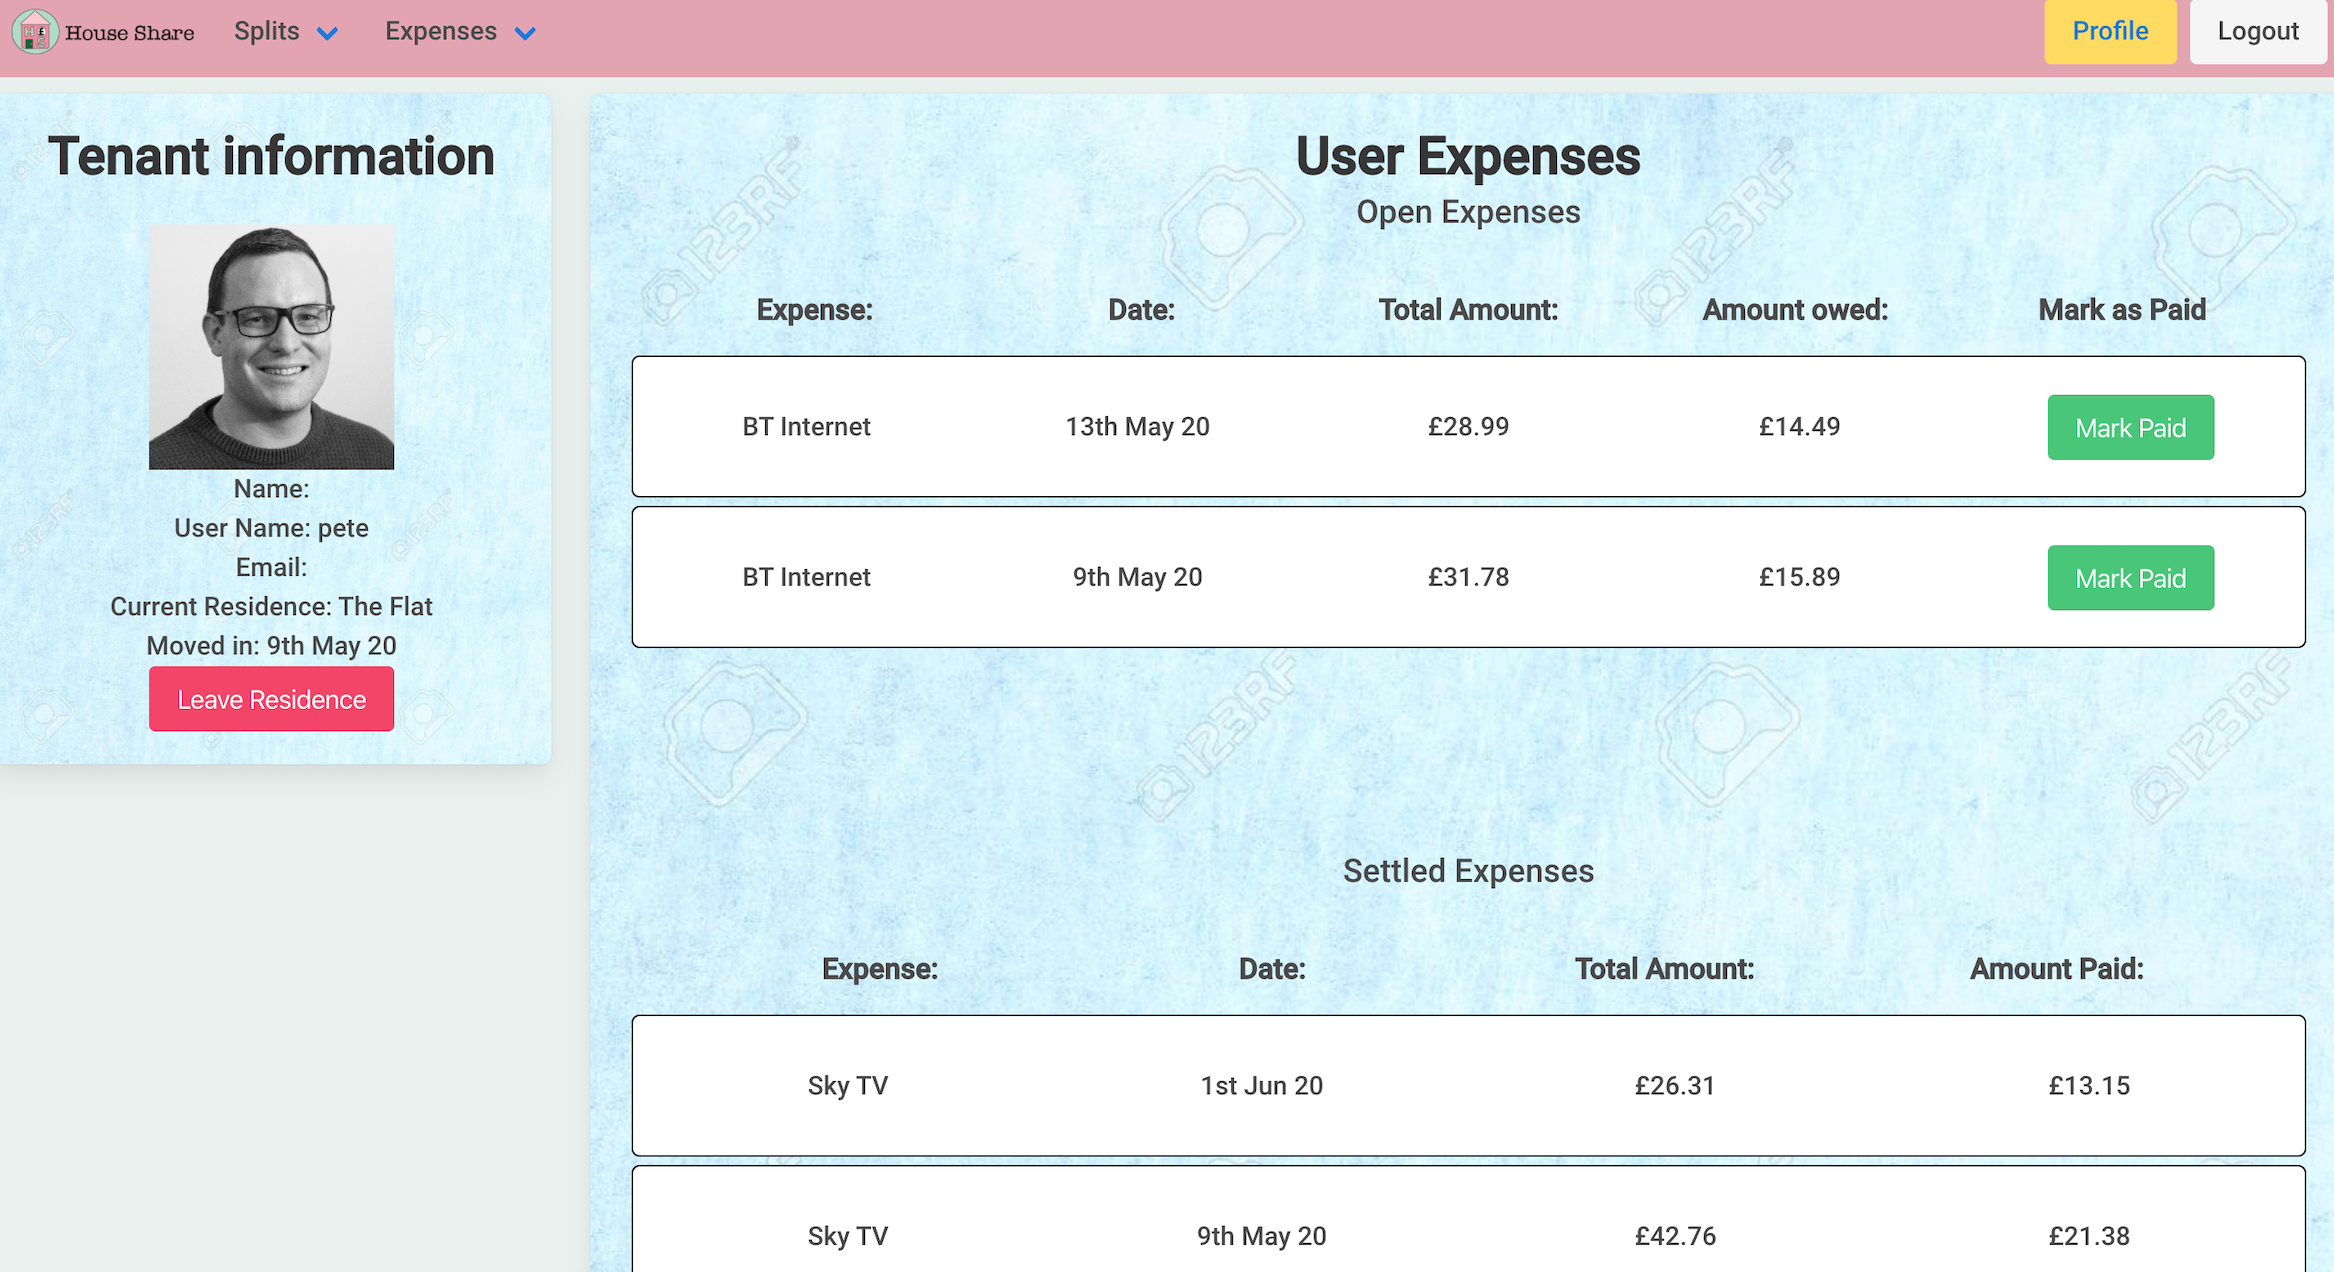 House Share Splits Expenses Profile Logout
Tenant information
Name:
User Name: pete
Email:
Current Residence: The Flat
Moved in: 9th May 20
Leave Residence
User Expenses
Open Expenses
Expense: Date: Total Amount: Amount owed: Mark as Paid
BT Internet 13th May 20 £28.99 £14.49 Mark Paid
BT Internet 9th May 20 £31.78 £15.89 Mark Paid
Settled Expenses
Expense: Date: Total Amount: Amount Paid:
Sky TV 1st Jun 20 £26.31 £13.15
Sky TV 9th May 20 £42.76 £21.38
123RF
123RF
123RF
123RF